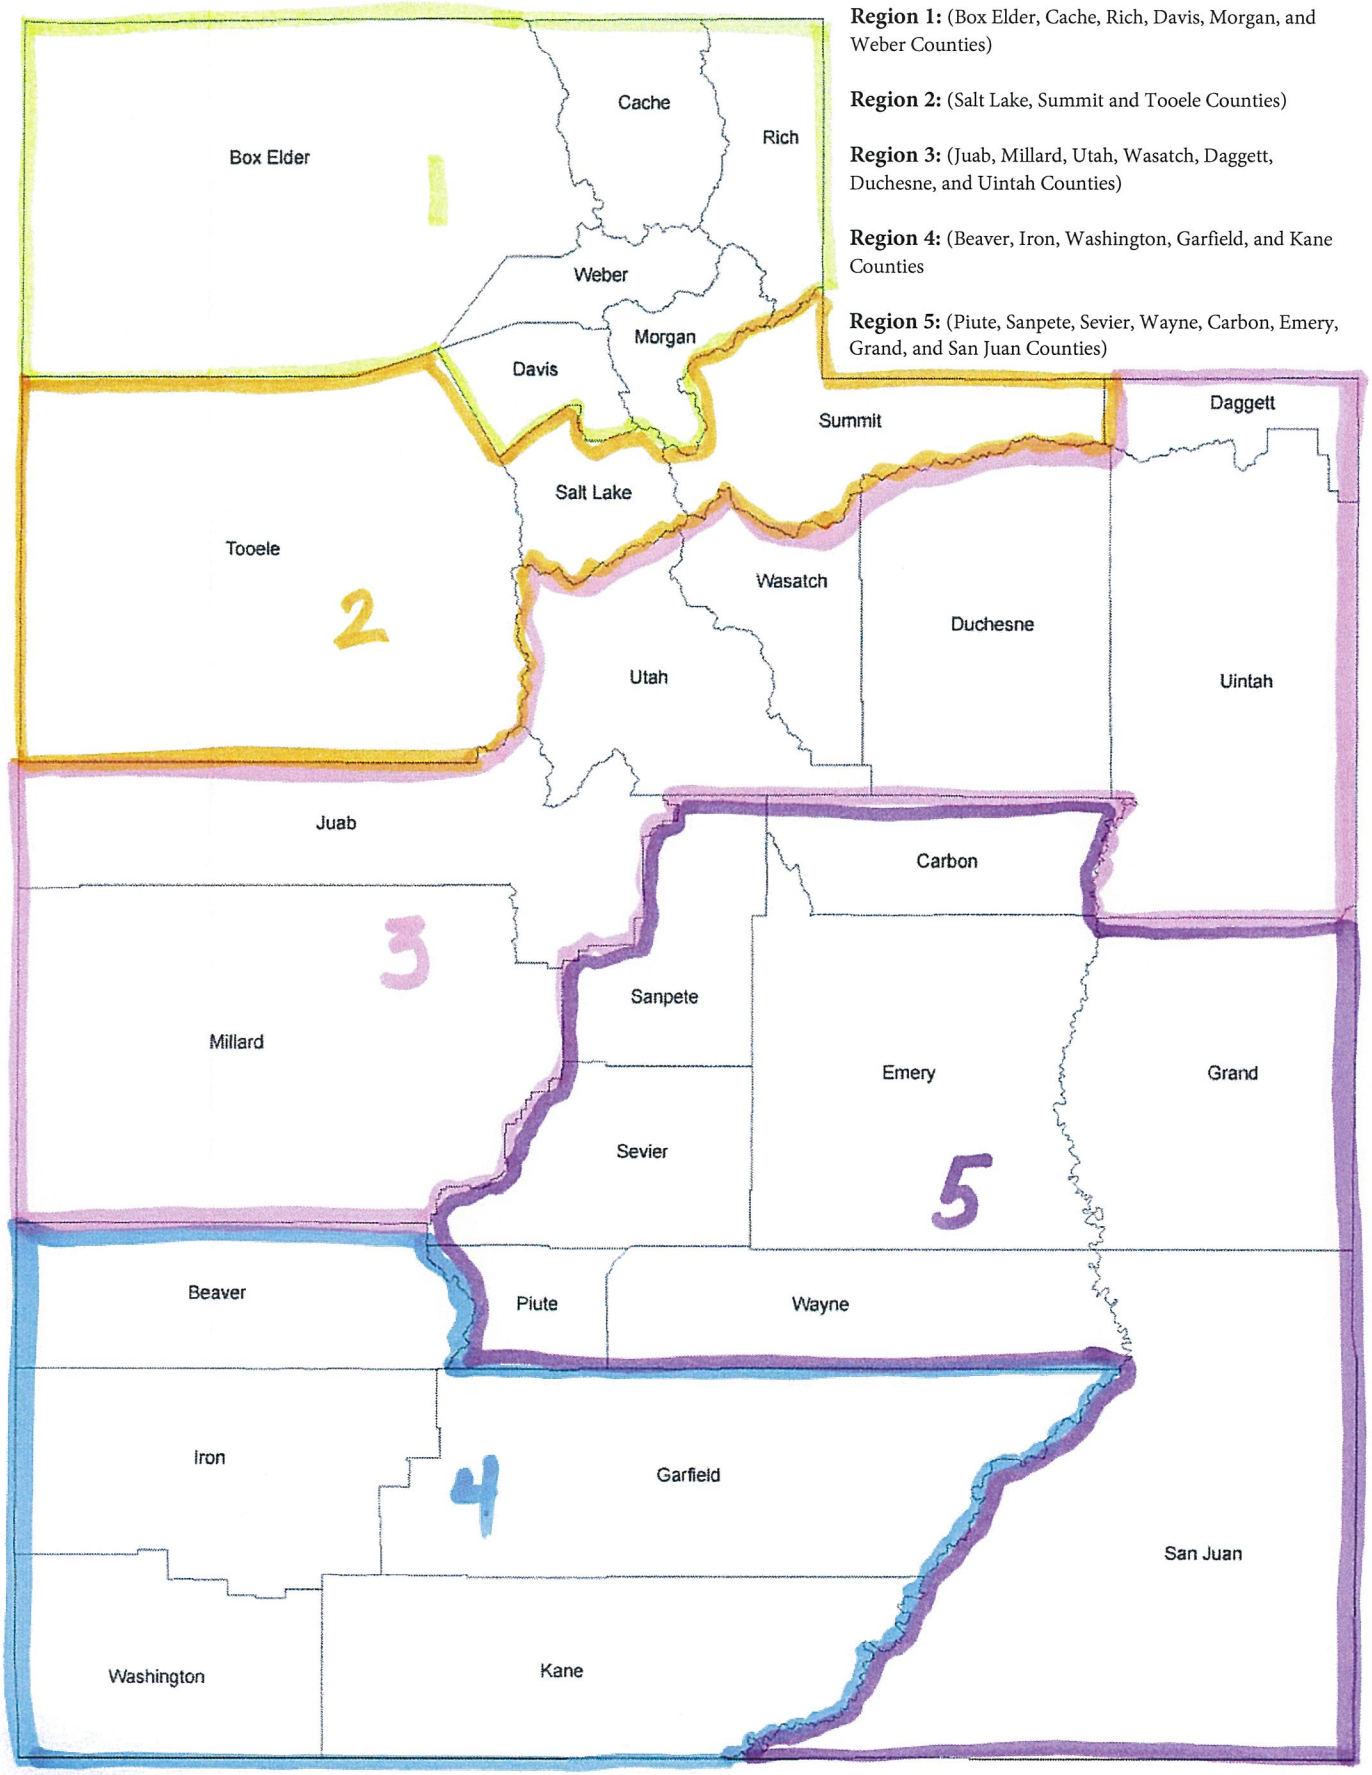 Region 1: (Box Elder, Cache, Rich, Davis, Morgan, and
Weber Counties)
Region 2: (Salt Lake, Summit and Tooele Counties)
Region 3: (Juab, Millard, Utah, Wasatch, Daggett,
Duchesne, and Uintah Counties)
Region 4: (Beaver, Iron, Washington, Garfield, and Kane
Counties
Region 5: (Piute, Sanpete, Sevier, Wayne, Carbon, Emery,
Grand, and San Juan Counties)
Cache
Rich
Box Elder
1
Weber
Morgan
Davis
Daggett
Summit
Salt Lake
Tooele
2
Wasatch
Duchesne
Utah
Uintah
Juab
Carbon
3
Sanpete
Millard
Emery
Grand
Sevier
5
Beaver
Piute
Wayne
Iron
4
Garfield
San Juan
Washington
Kane